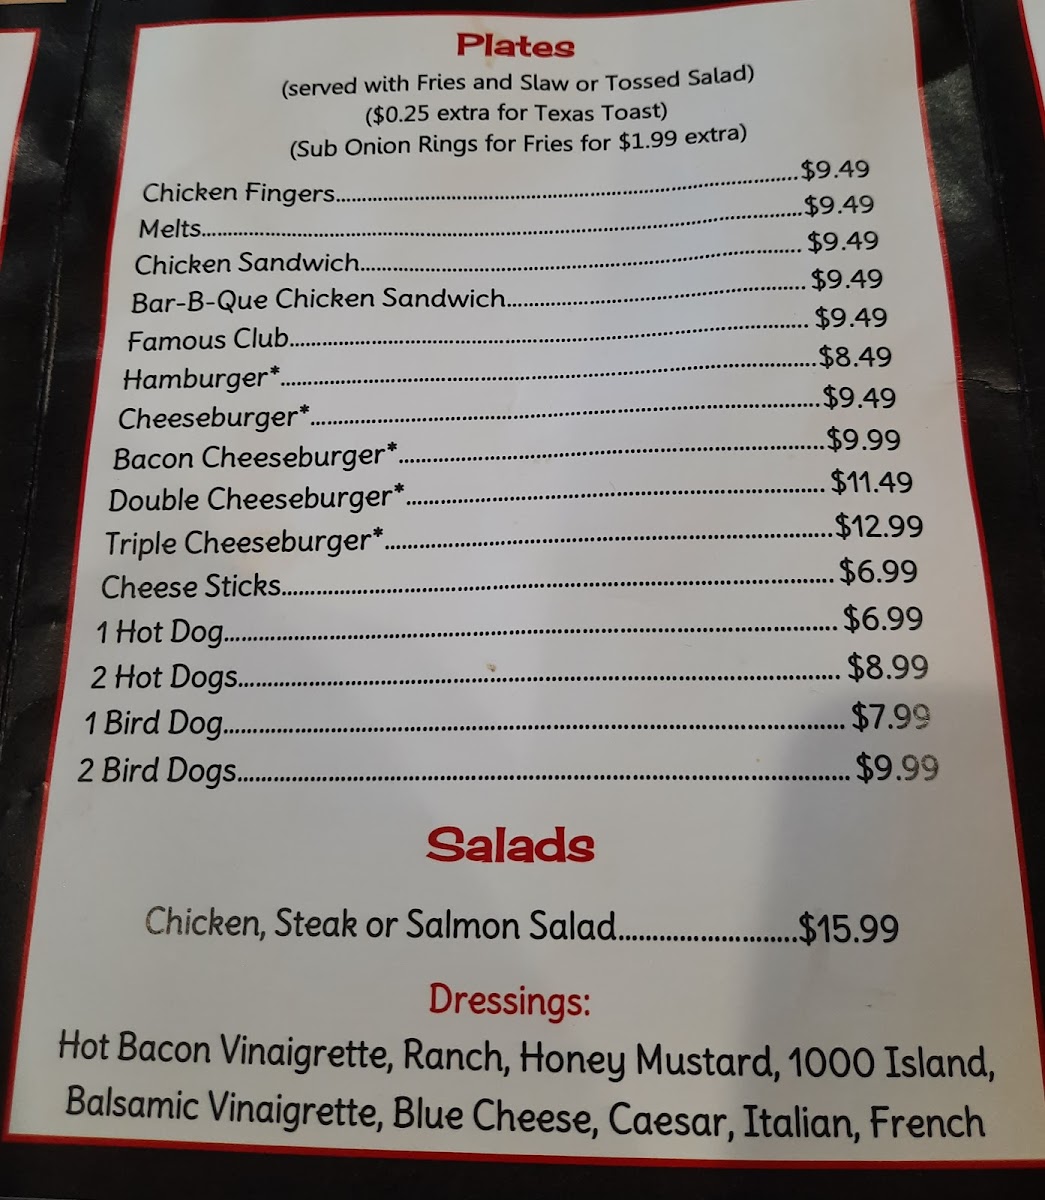 Plates
(served with Fries and Slaw or Tossed Salad)
($0.25 extra for Texas Toast)
(Sub Onion Rings for Fries for $1.99 extra)
Chicken Fingers.....$9.49
Melts.....$9.49
Chicken Sandwich.....$9.49
Bar-B-Que Chicken Sandwich.....$9.49
Famous Club.....$9.49
Hamburger*.....$8.49
Cheeseburger*.....$9.49
Bacon Cheeseburger*.....$9.99
Double Cheeseburger*.....$11.49
Triple Cheeseburger*.....$12.99
Cheese Sticks.....$6.99
1 Hot Dog.....$6.99
2 Hot Dogs.....$8.99
1 Bird Dog.....$7.99
2 Bird Dogs.....$9.99
Salads
Chicken, Steak or Salmon Salad.....$15.99
Dressings:
Hot Bacon Vinaigrette, Ranch, Honey Mustard, 1000 Island,
Balsamic Vinaigrette, Blue Cheese, Caesar, Italian, French